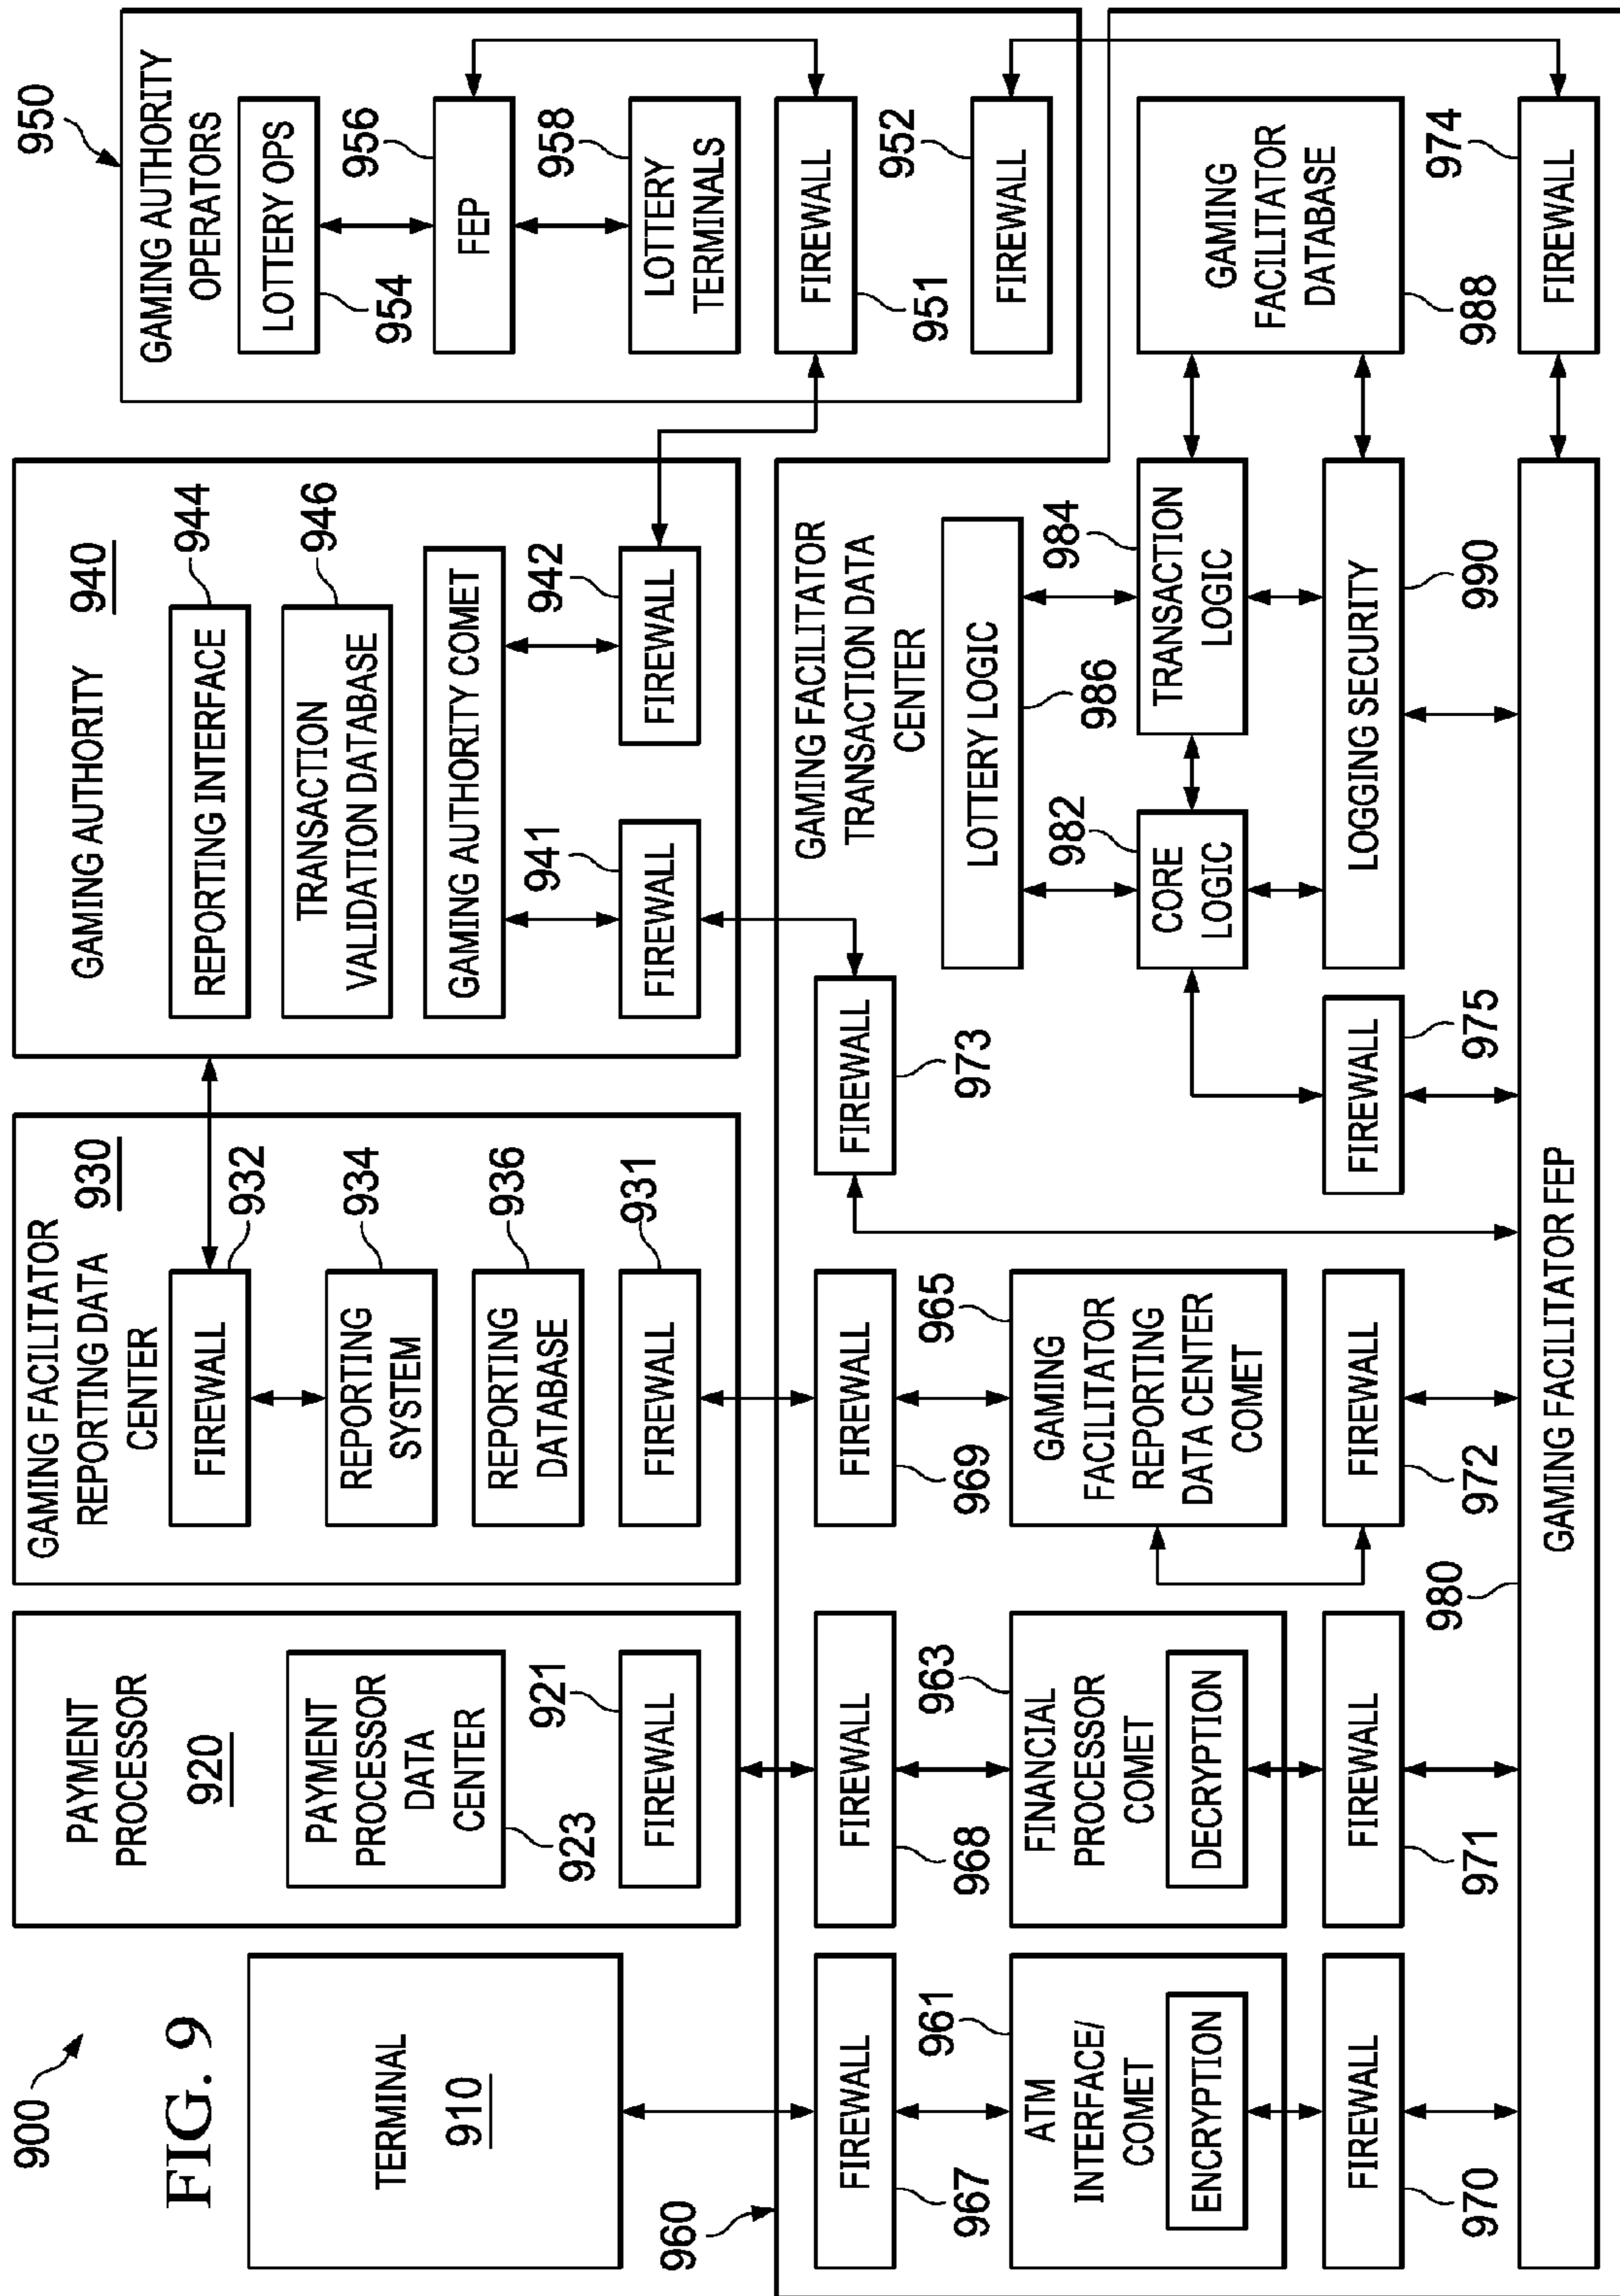 900
FIG. 9
TERMINAL
910
PAYMENT
PROCESSOR
920
PAYMENT
PROCESSOR
DATA
CENTER
923
921
FIREWALL
GAMING FACILITATOR
REPORTING DATA
CENTER
930
FIREWALL
932
REPORTING
SYSTEM
934
REPORTING
DATABASE
936
FIREWALL
931
GAMING AUTHORITY
940
REPORTING INTERFACE
944
TRANSACTION
VALIDATION DATABASE
946
GAMING AUTHORITY COMET
941
FIREWALL
942
FIREWALL
950
GAMING AUTHORITY
OPERATORS
LOTTERY OPS
954
956
FEP
958
LOTTERY
TERMINALS
FIREWALL
951
952
FIREWALL
960
GAMING FACILITATOR
TRANSACTION DATA
CENTER
FIREWALL
967
961
ATM
INTERFACE/
COMET
ENCRYPTION
FIREWALL
970
FIREWALL
968
963
FINANCIAL
PROCESSOR
COMET
DECRYPTION
FIREWALL
971
FIREWALL
969
965
GAMING
FACILITATOR
REPORTING
DATA CENTER
COMET
FIREWALL
972
FIREWALL
973
LOTTERY LOGIC
986
982
CORE
LOGIC
984
TRANSACTION
LOGIC
FIREWALL
975
LOGGING SECURITY
990
GAMING
FACILITATOR
DATABASE
988
974
FIREWALL
980
GAMING FACILITATOR FEP